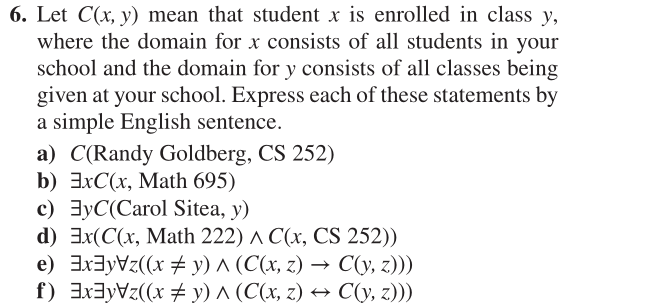 6. Let C(x, y) mean that student x is enrolled in class y,
where the domain for x consists of all students in your
school and the domain for y consists of all classes being
given at your school. Express each of these statements by
a simple English sentence.
a) C(Randy Goldberg, CS 252)
b) ∃xC(x, Math 695)
c) ∃yC(Carol Sitea, y)
d) ∃x(C(x, Math 222) ∧ C(x, CS 252))
e) ∃x∃y∀z((x ≠ y) ∧ (C(x, z) → C(y, z)))
f) ∃x∃y∀z((x ≠ y) ∧ (C(x, z) ↔ C(y, z)))